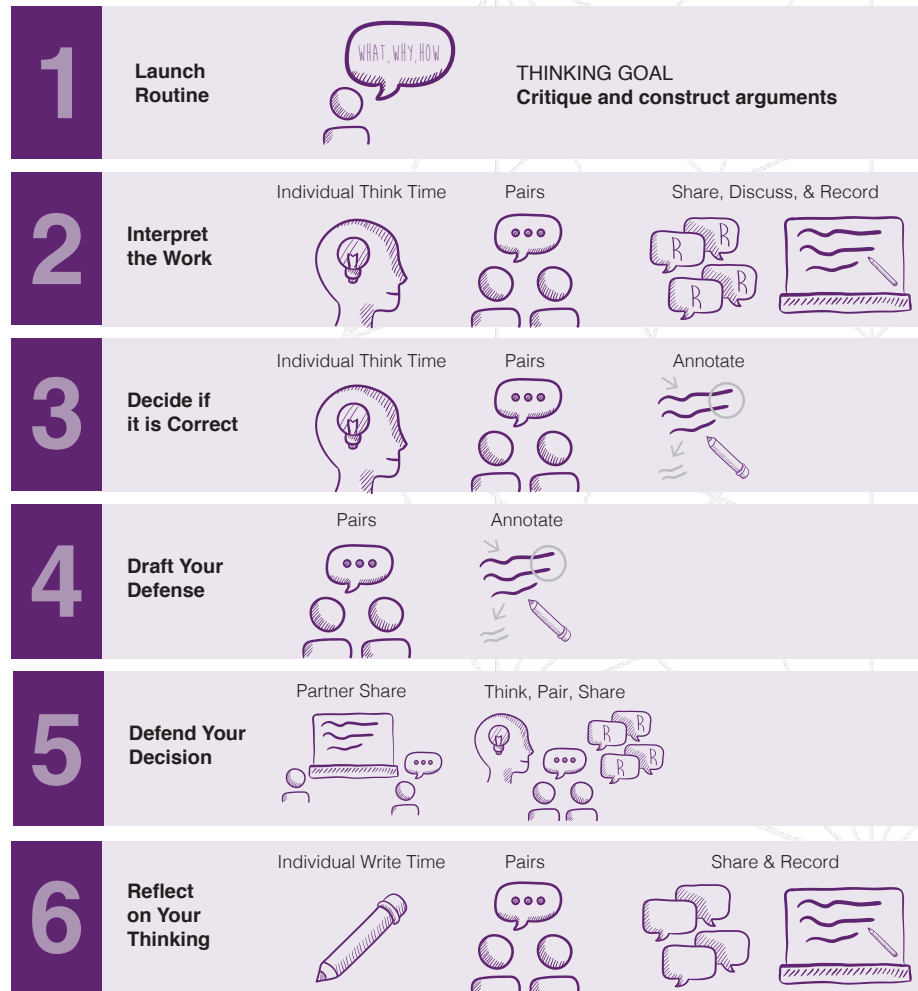 1
Launch
Routine
WHAT, WHY, HOW
THINKING GOAL
Critique and construct arguments
2
Interpret
the Work
Individual Think Time
Pairs
Share, Discuss, & Record
R
R
R
R
3
Decide if
it is Correct
Individual Think Time
Pairs
Annotate
4
Draft Your
Defense
Pairs
Annotate
5
Defend Your
Decision
Partner Share
Think, Pair, Share
R
R
R
R
6
Reflect
on Your
Thinking
Individual Write Time
Pairs
Share & Record